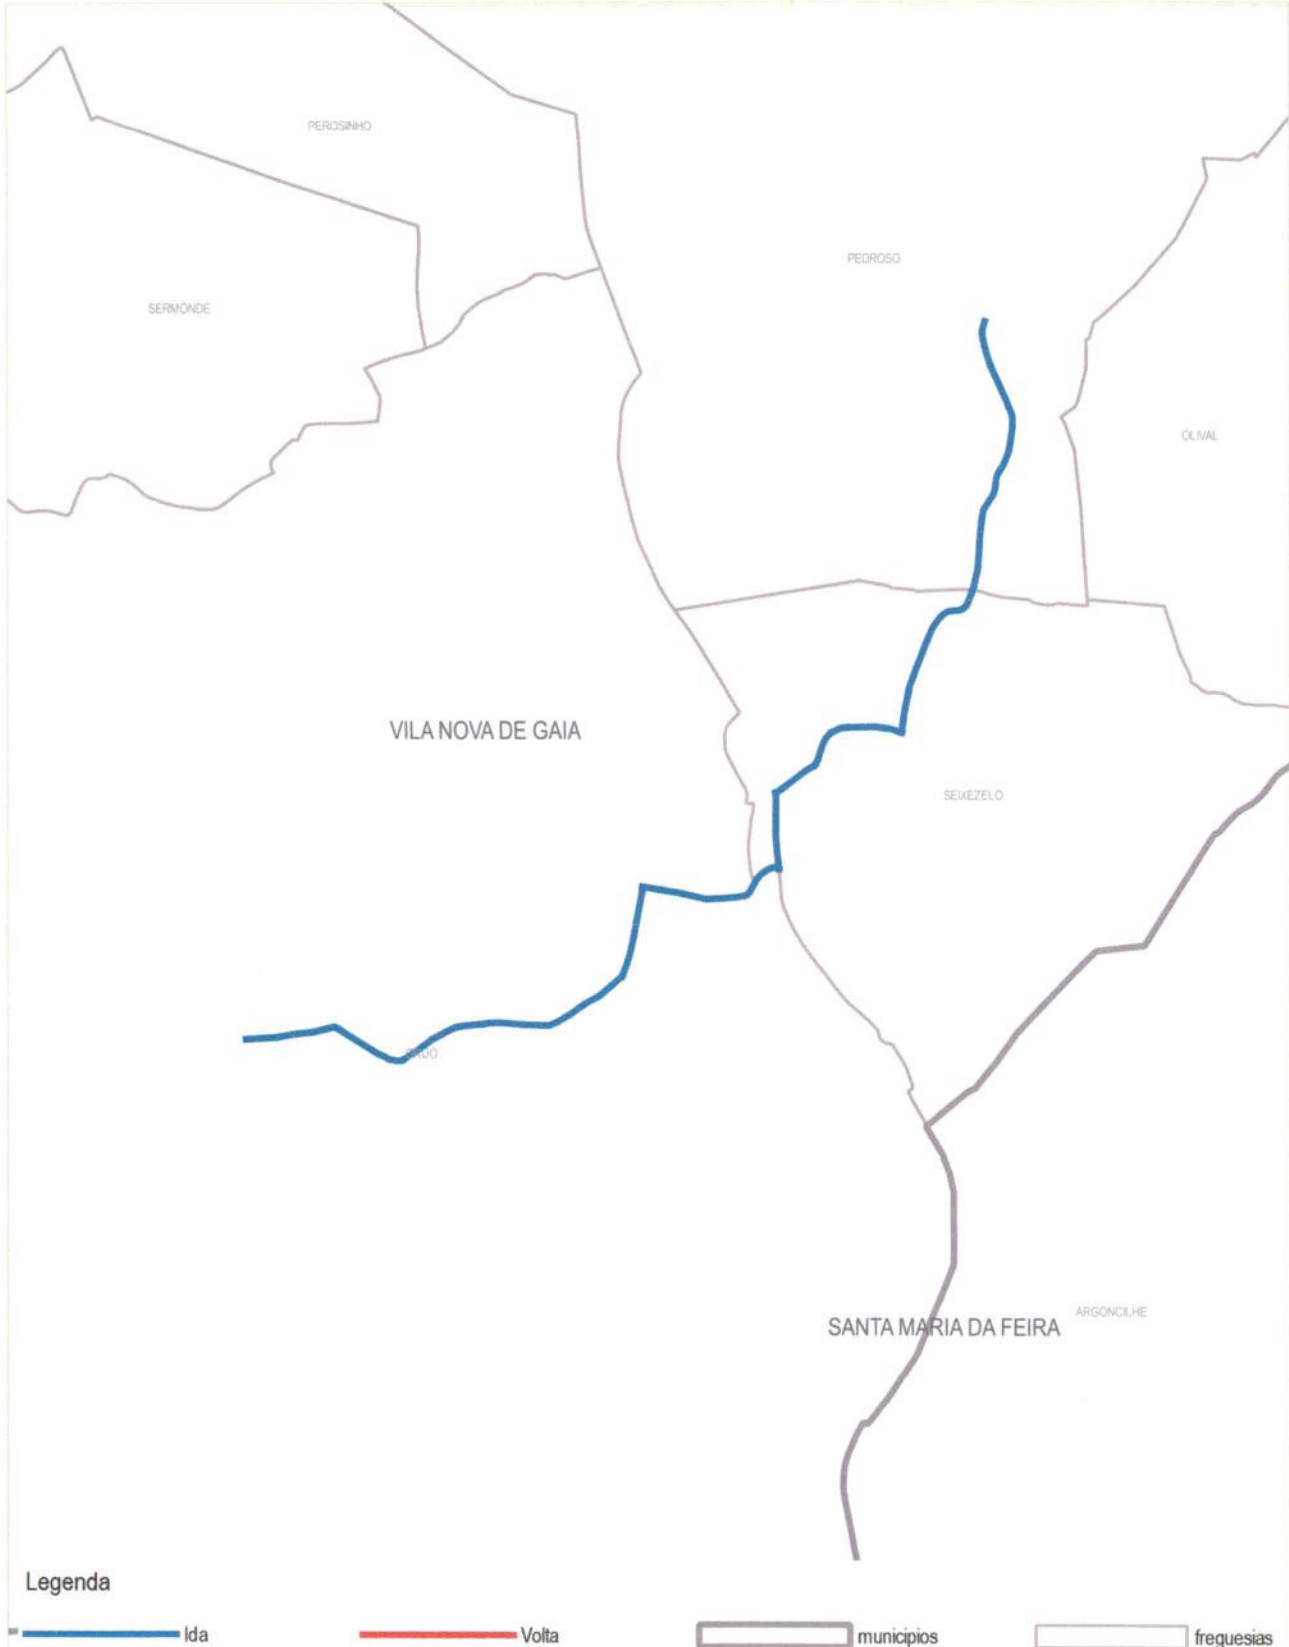 PEROSINHO
PEDROSO
SERMONDE
OLIVAL
VILA NOVA DE GAIA
SEIXEZELO
ARGONCILHE
SANTA MARIA DA FEIRA
Legenda
Ida
Volta
municipios
freguesias